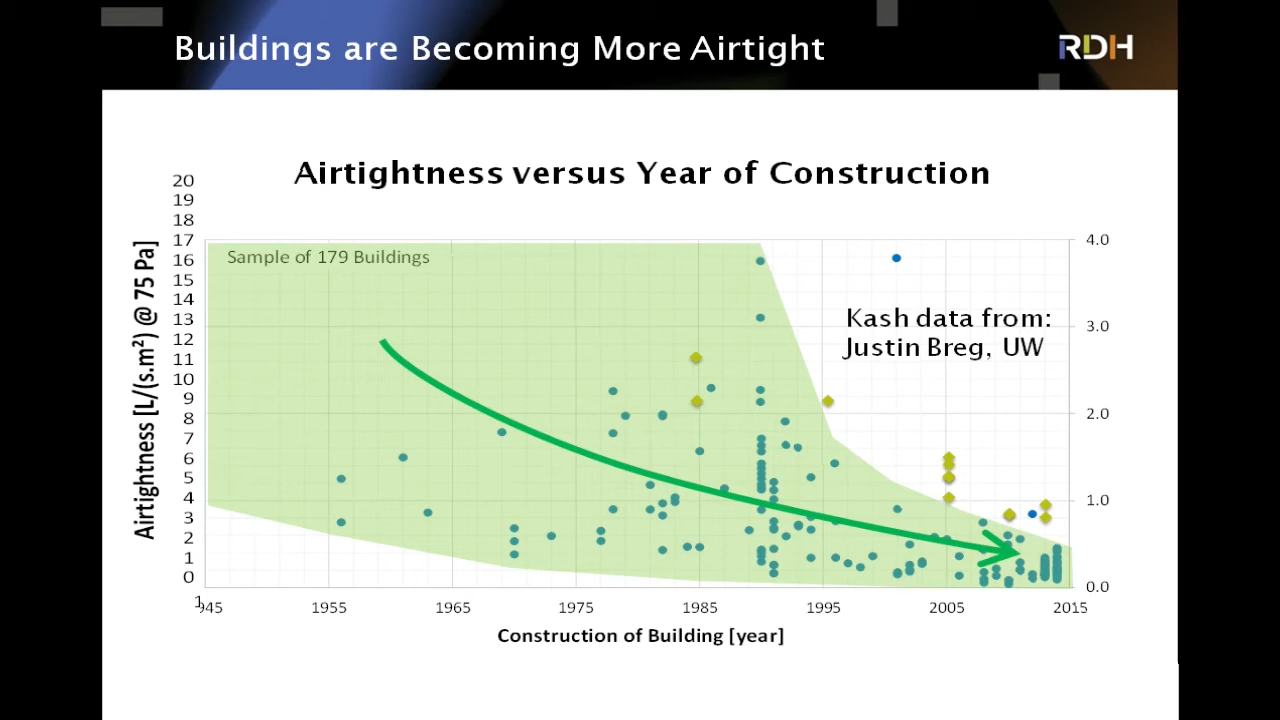 Buildings are Becoming More Airtight
RDH
Airtightness versus Year of Construction
Airtightness [L/(s.m²) @ 75 Pa]
20
19
18
17
16
15
14
13
12
11
10
9
8
7
6
5
4
3
2
1
0
Sample of 179 Buildings
Kash data from:
Justin Breg, UW
4.0
3.0
2.0
1.0
0.0
1945 1955 1965 1975 1985 1995 2005 2015
Construction of Building [year]